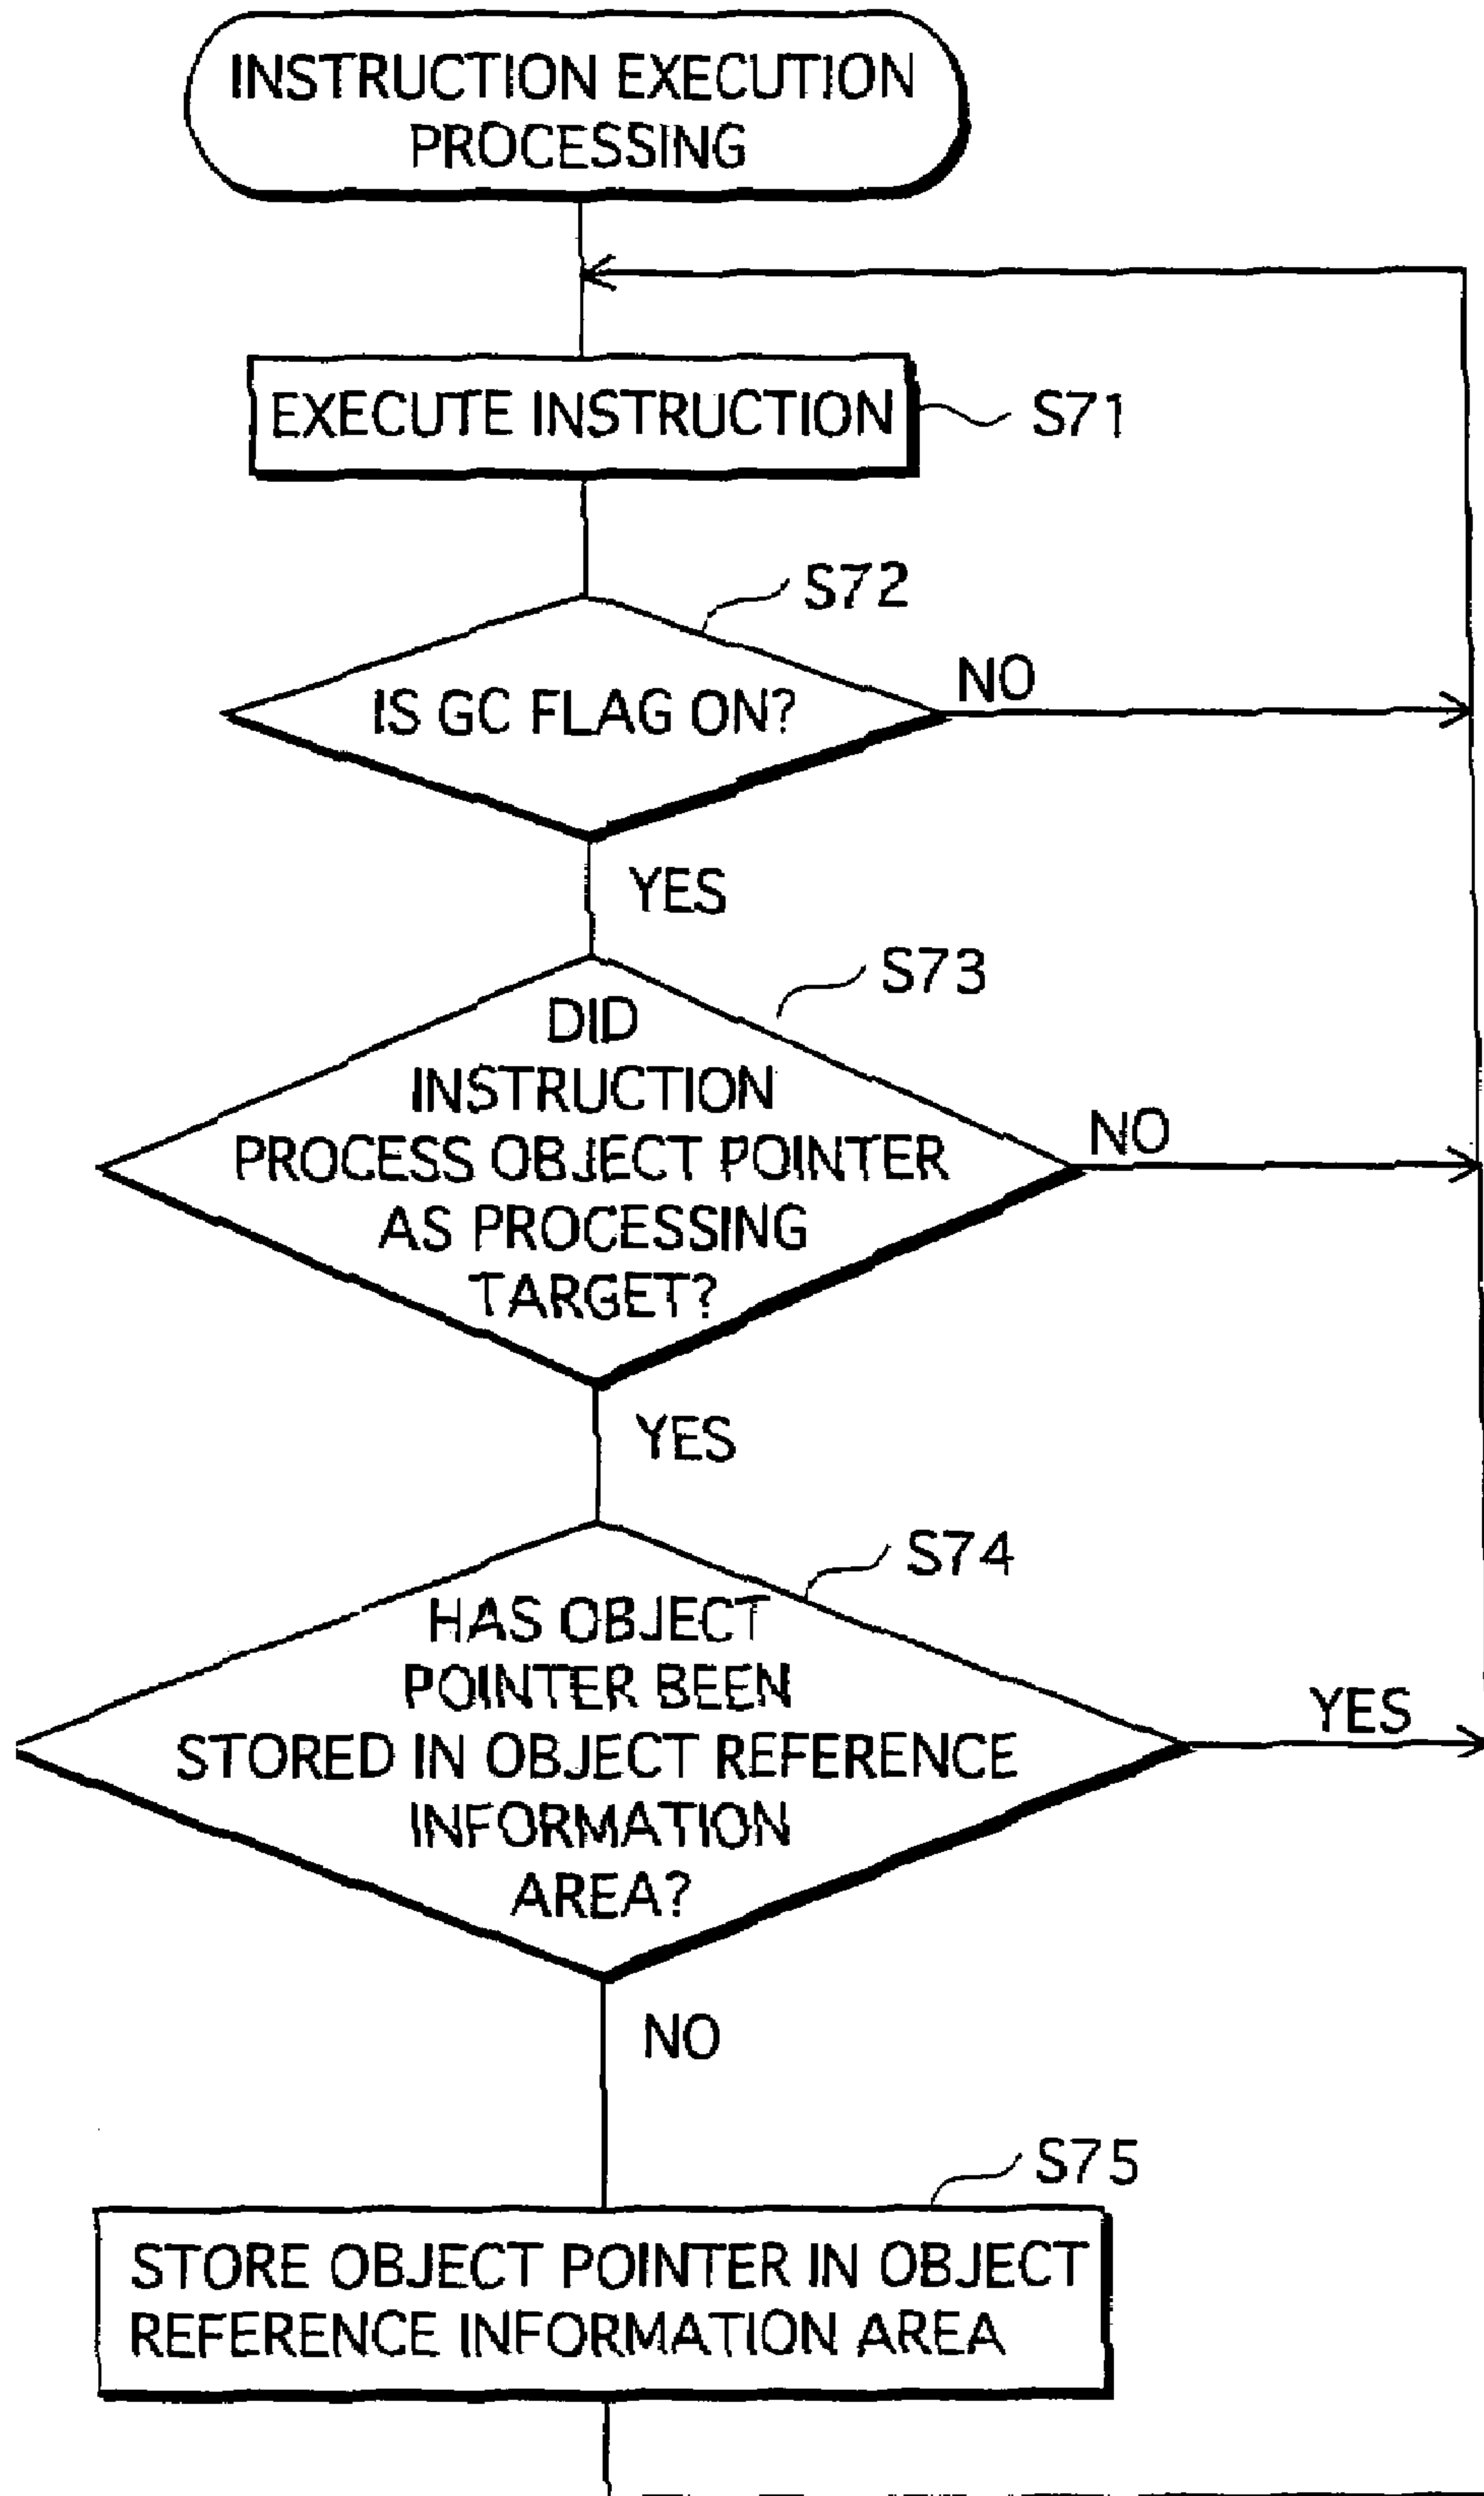 INSTRUCTION EXECUTION
PROCESSING
EXECUTE INSTRUCTION
S71
S72
IS GC FLAG ON?
NO
YES
S73
DID
INSTRUCTION
PROCESS OBJECT POINTER
AS PROCESSING
TARGET?
NO
YES
S74
HAS OBJECT
POINTER BEEN
STORED IN OBJECT REFERENCE
INFORMATION
AREA?
YES
NO
S75
STORE OBJECT POINTER IN OBJECT
REFERENCE INFORMATION AREA